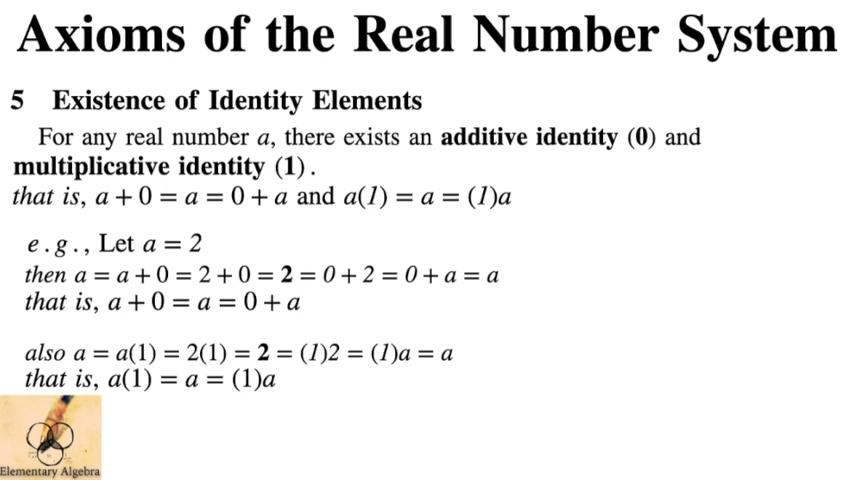 Axioms of the Real Number System
5 Existence of Identity Elements
For any real number a, there exists an additive identity (0) and
multiplicative identity (1).
that is, a + 0 = a = 0 + a and a(1) = a = (1)a
e.g., Let a = 2
then a = a + 0 = 2 + 0 = 2 = 0 + 2 = 0 + a = a
that is, a + 0 = a = 0 + a
also a = a(1) = 2(1) = 2 = (1)2 = (1)a = a
that is, a(1) = a = (1)a
Elementary Algebra